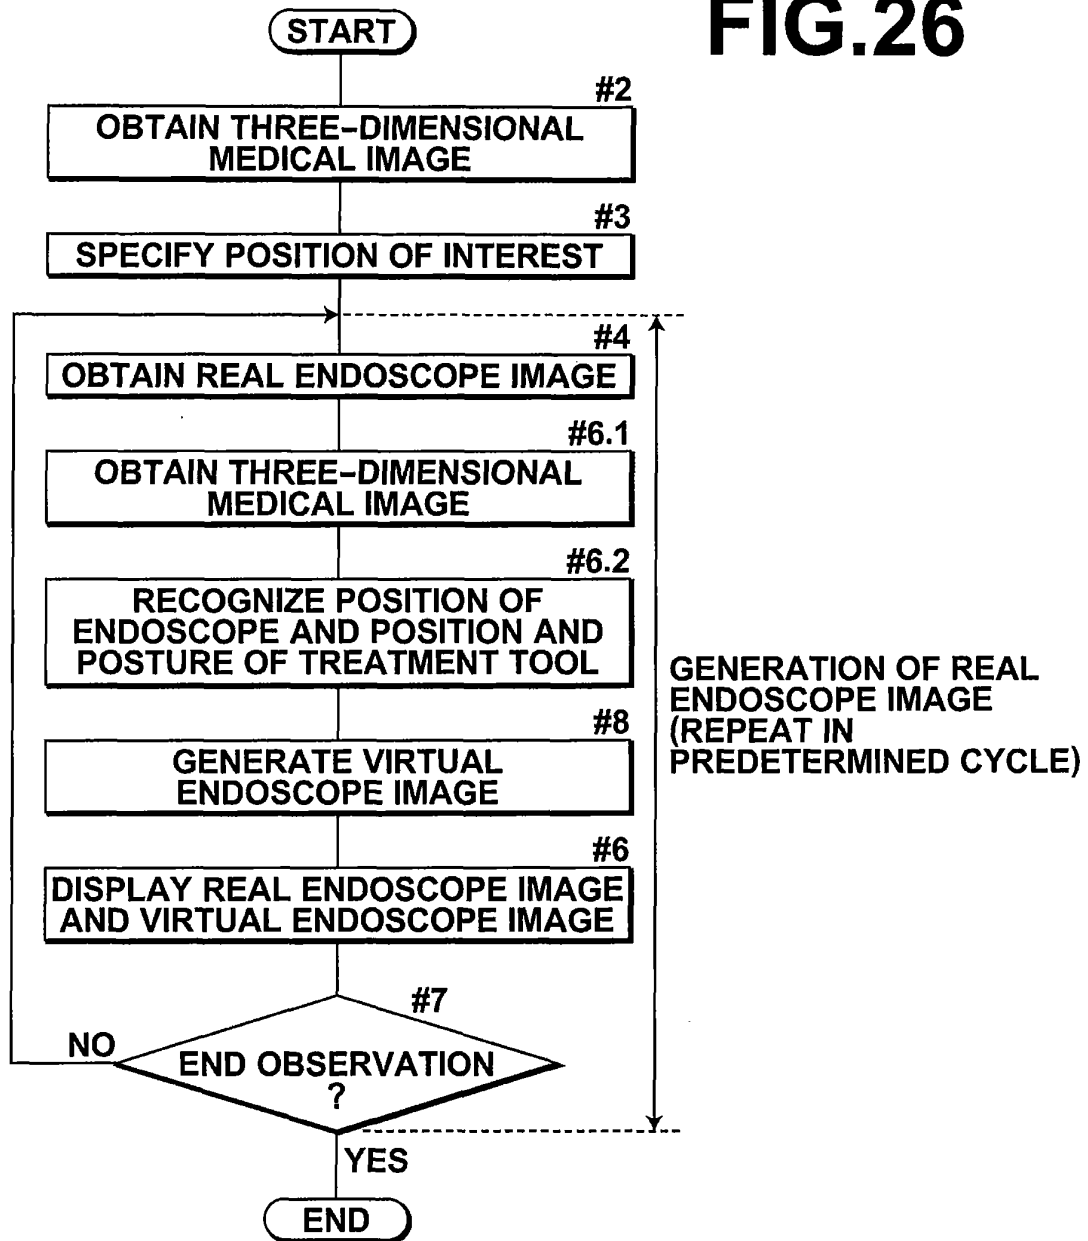 FIG.26
START
#2
OBTAIN THREE-DIMENSIONAL
MEDICAL IMAGE
#3
SPECIFY POSITION OF INTEREST
#4
OBTAIN REAL ENDOSCOPE IMAGE
#6.1
OBTAIN THREE-DIMENSIONAL
MEDICAL IMAGE
#6.2
RECOGNIZE POSITION OF
ENDOSCOPE AND POSITION AND
POSTURE OF TREATMENT TOOL
#8
GENERATE VIRTUAL
ENDOSCOPE IMAGE
#6
DISPLAY REAL ENDOSCOPE IMAGE
AND VIRTUAL ENDOSCOPE IMAGE
#7
END OBSERVATION
?
NO
YES
END
GENERATION OF REAL
ENDOSCOPE IMAGE
(REPEAT IN
PREDETERMINED CYCLE)